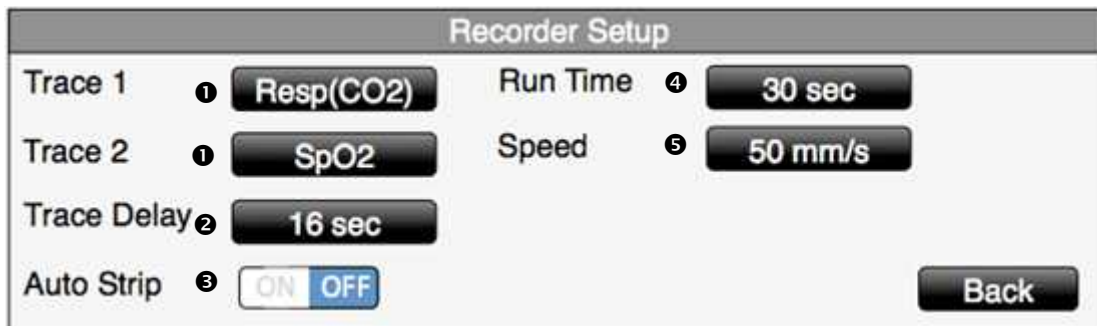 Recorder Setup
Trace 1 ❶ Resp(CO2) Run Time ❹ 30 sec
Trace 2 ❶ SpO2 Speed ❺ 50 mm/s
Trace Delay ❷ 16 sec
Auto Strip ❸ ON OFF Back